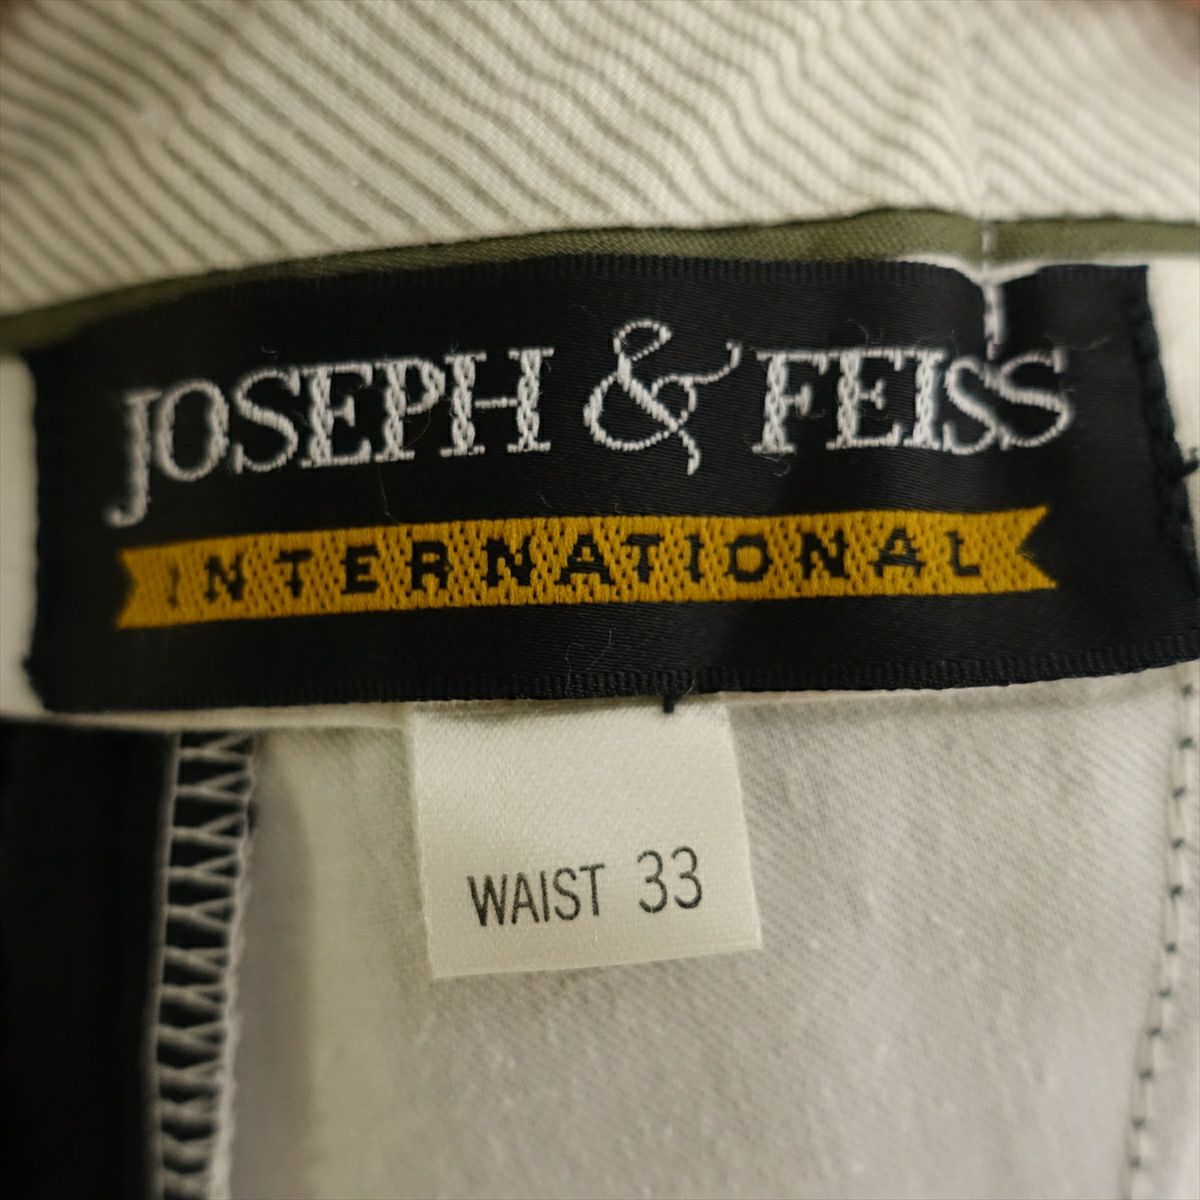 JOSEPH & FEISS
INTERNATIONAL
WAIST 33